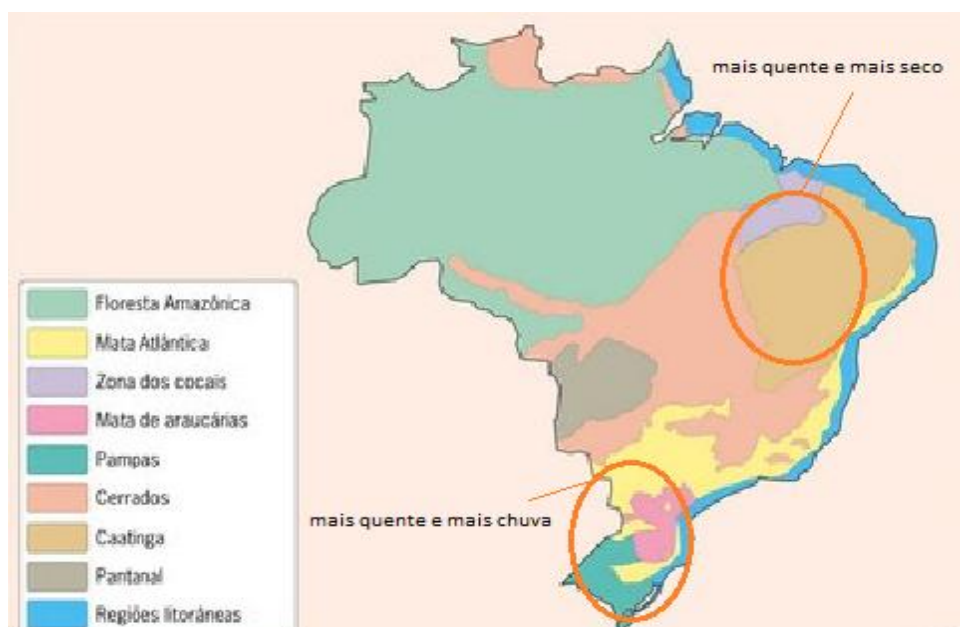 mais quente e mais seco
Floresta Amazônica
Mata Atlântica
Zona dos cocais
Mata de araucárias
Pampas
Cerrados
Caatinga
Pantanal
Regiões litorâneas
mais quente e mais chuva